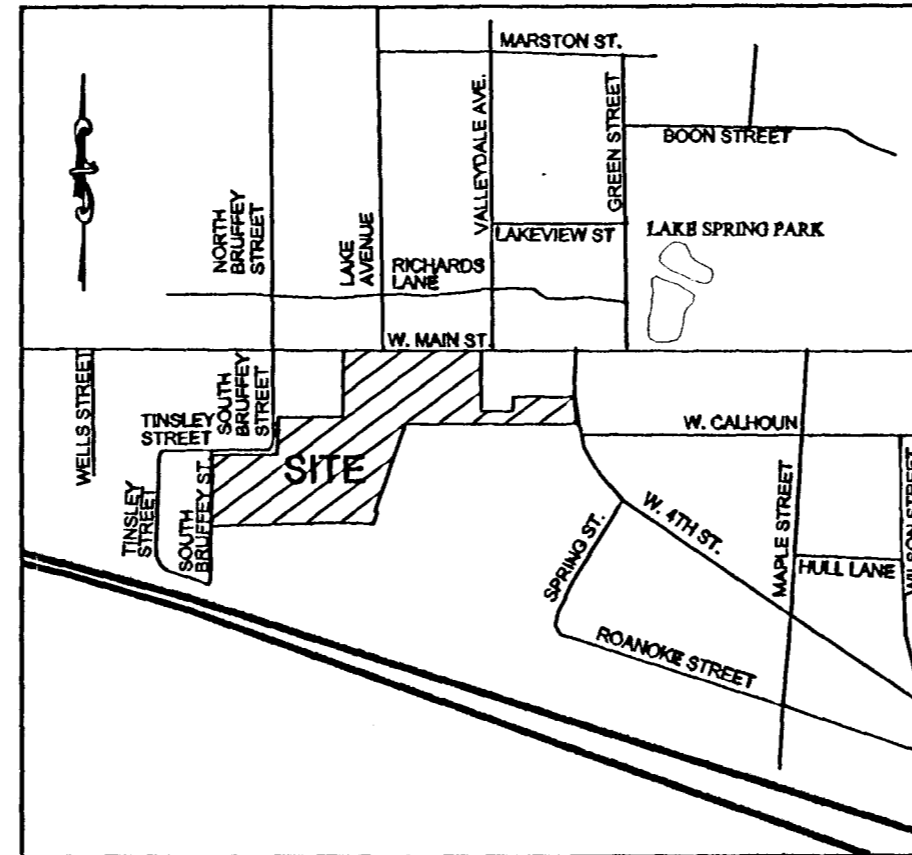 MARSTON ST.
VALLEYDALE AVE.
GREEN STREET
BOON STREET
NORTH
BRUFFEY
STREET
LAKE
AVENUE
LAKEVIEW ST
LAKE SPRING PARK
RICHARDS
LANE
W. MAIN ST.
WELLS STREET
TINSLEY
STREET
SOUTH
BRUFFEY
STREET
W. CALHOUN
SITE
TINSLEY
STREET
SOUTH
BRUFFEY ST.
SPRING ST.
W. 4TH ST.
MAPLE STREET
WILSON STREET
HULL LANE
ROANOKE STREET